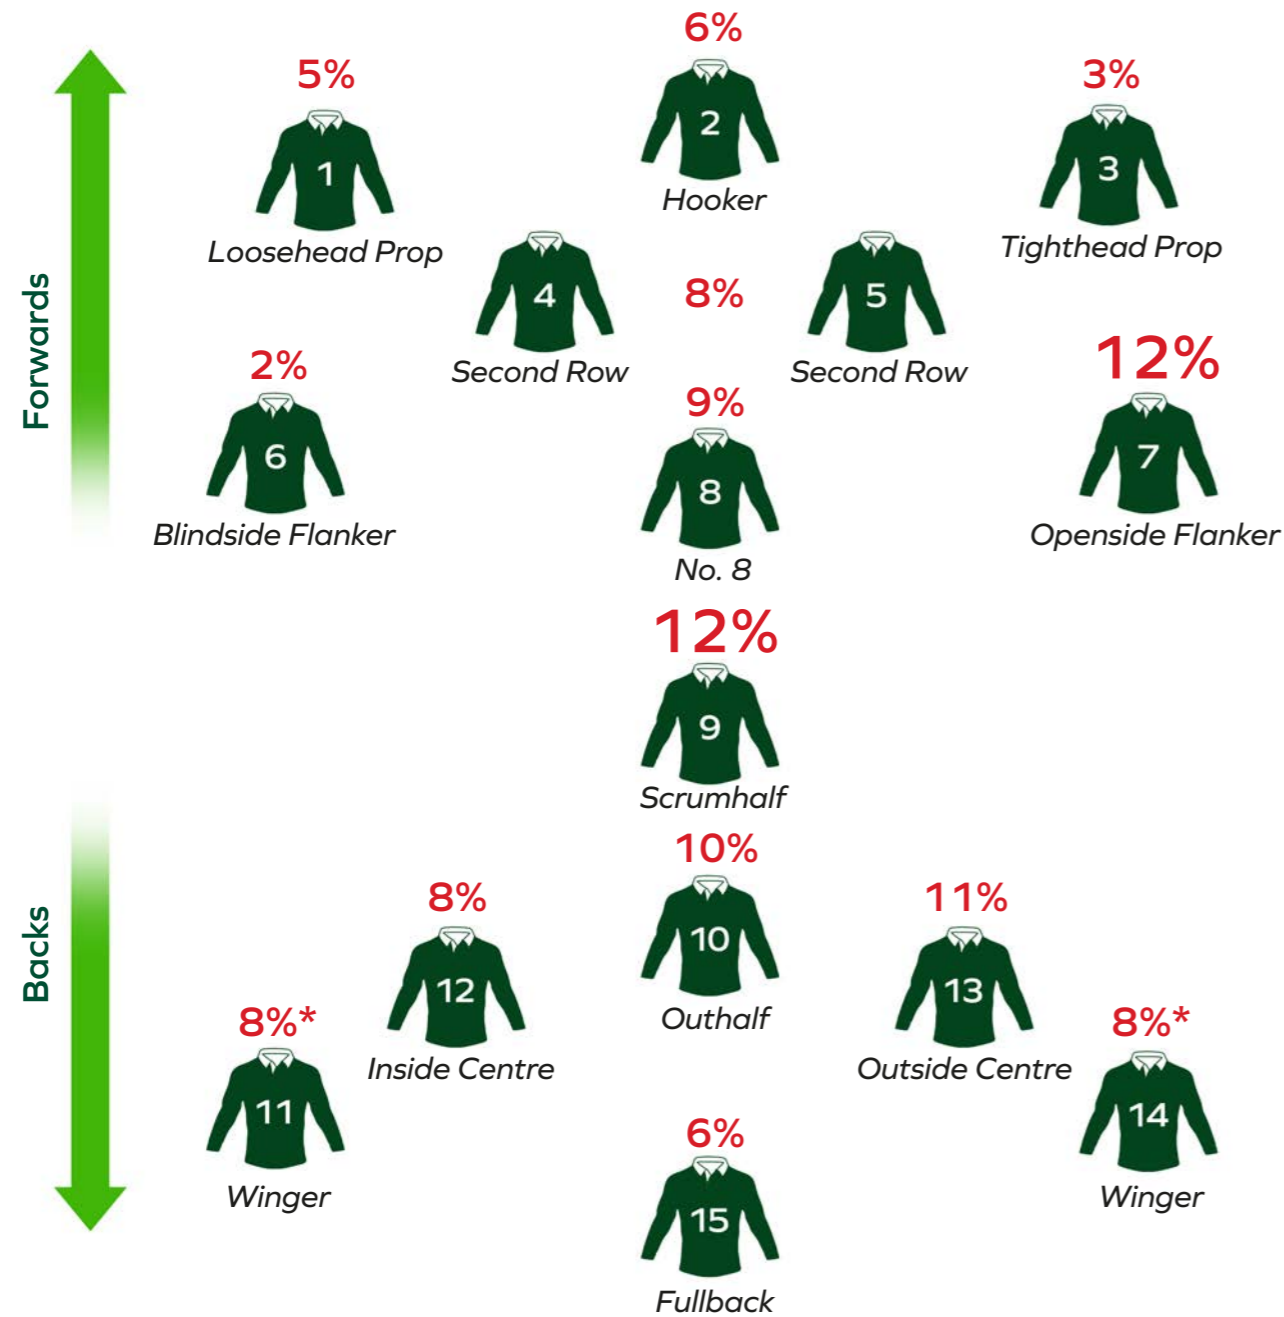 6%
5%
3%
2
1
3
Hooker
Loosehead Prop
Tighthead Prop
4
8%
5
Second Row
Second Row
2%
12%
9%
6
8
7
Blindside Flanker
No. 8
Openside Flanker
Forwards
12%
9
Scrumhalf
10%
8%
11%
10
12
13
Outhalf
Inside Centre
Outside Centre
8%*
8%*
11
14
Winger
Winger
6%
15
Fullback
Backs